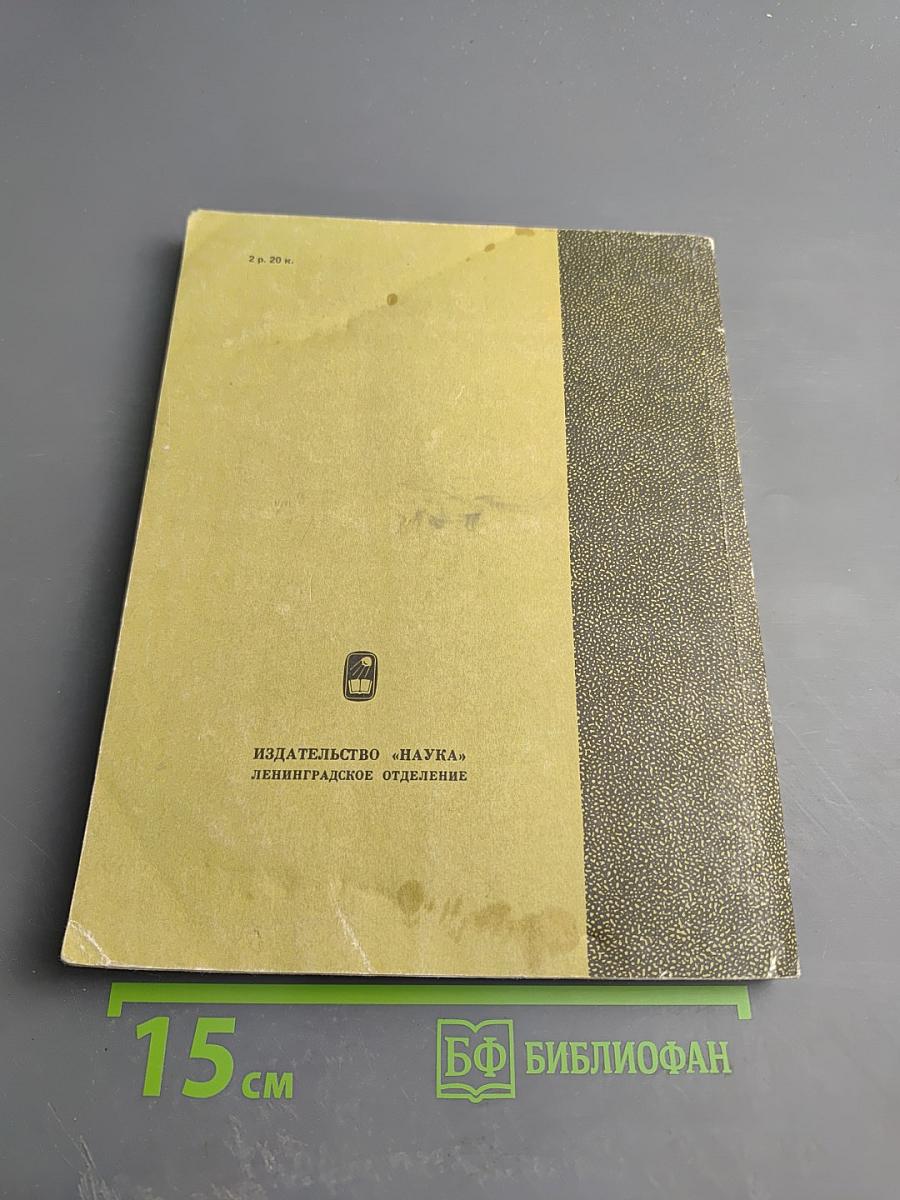 2 р. 20 к.
ИЗДАТЕЛЬСТВО «НАУКА»
ЛЕНИНГРАДСКОЕ ОТДЕЛЕНИЕ
15 см
БФ БИБЛИОФАН